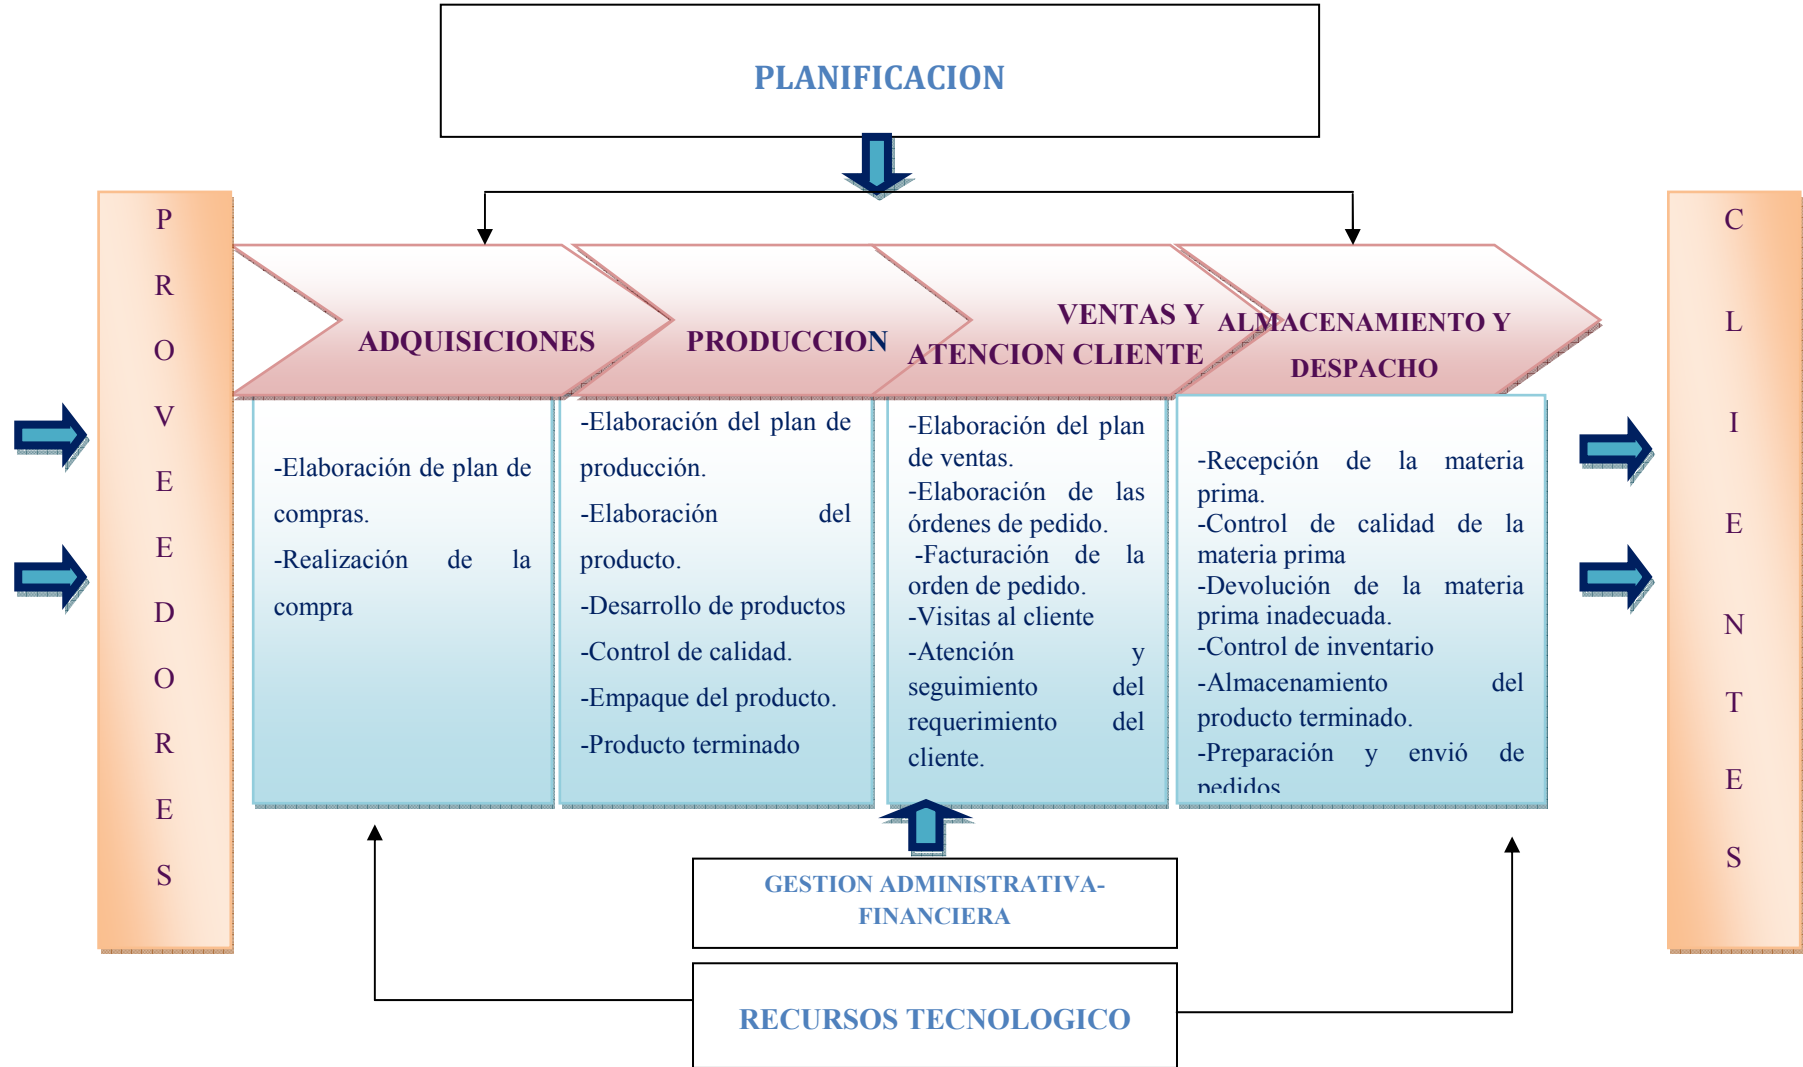 PLANIFICACION
P
R
O
V
E
E
D
O
R
E
S
ADQUISICIONES
-Elaboración de plan de
compras.
-Realización de la
compra
PRODUCCION
-Elaboración del plan de
producción.
-Elaboración del
producto.
-Desarrollo de productos
-Control de calidad.
-Empaque del producto.
-Producto terminado
VENTAS Y
ATENCION CLIENTE
-Elaboración del plan
de ventas.
-Elaboración de las
órdenes de pedido.
-Facturación de la
orden de pedido.
-Visitas al cliente
-Atención y
seguimiento del
requerimiento del
cliente.
ALMACENAMIENTO Y
DESPACHO
-Recepción de la materia
prima.
-Control de calidad de la
materia prima
-Devolución de la materia
prima inadecuada.
-Control de inventario
-Almacenamiento del
producto terminado.
-Preparación y envió de
pedidos
C
L
I
E
N
T
E
S
GESTION ADMINISTRATIVA-
FINANCIERA
RECURSOS TECNOLOGICO